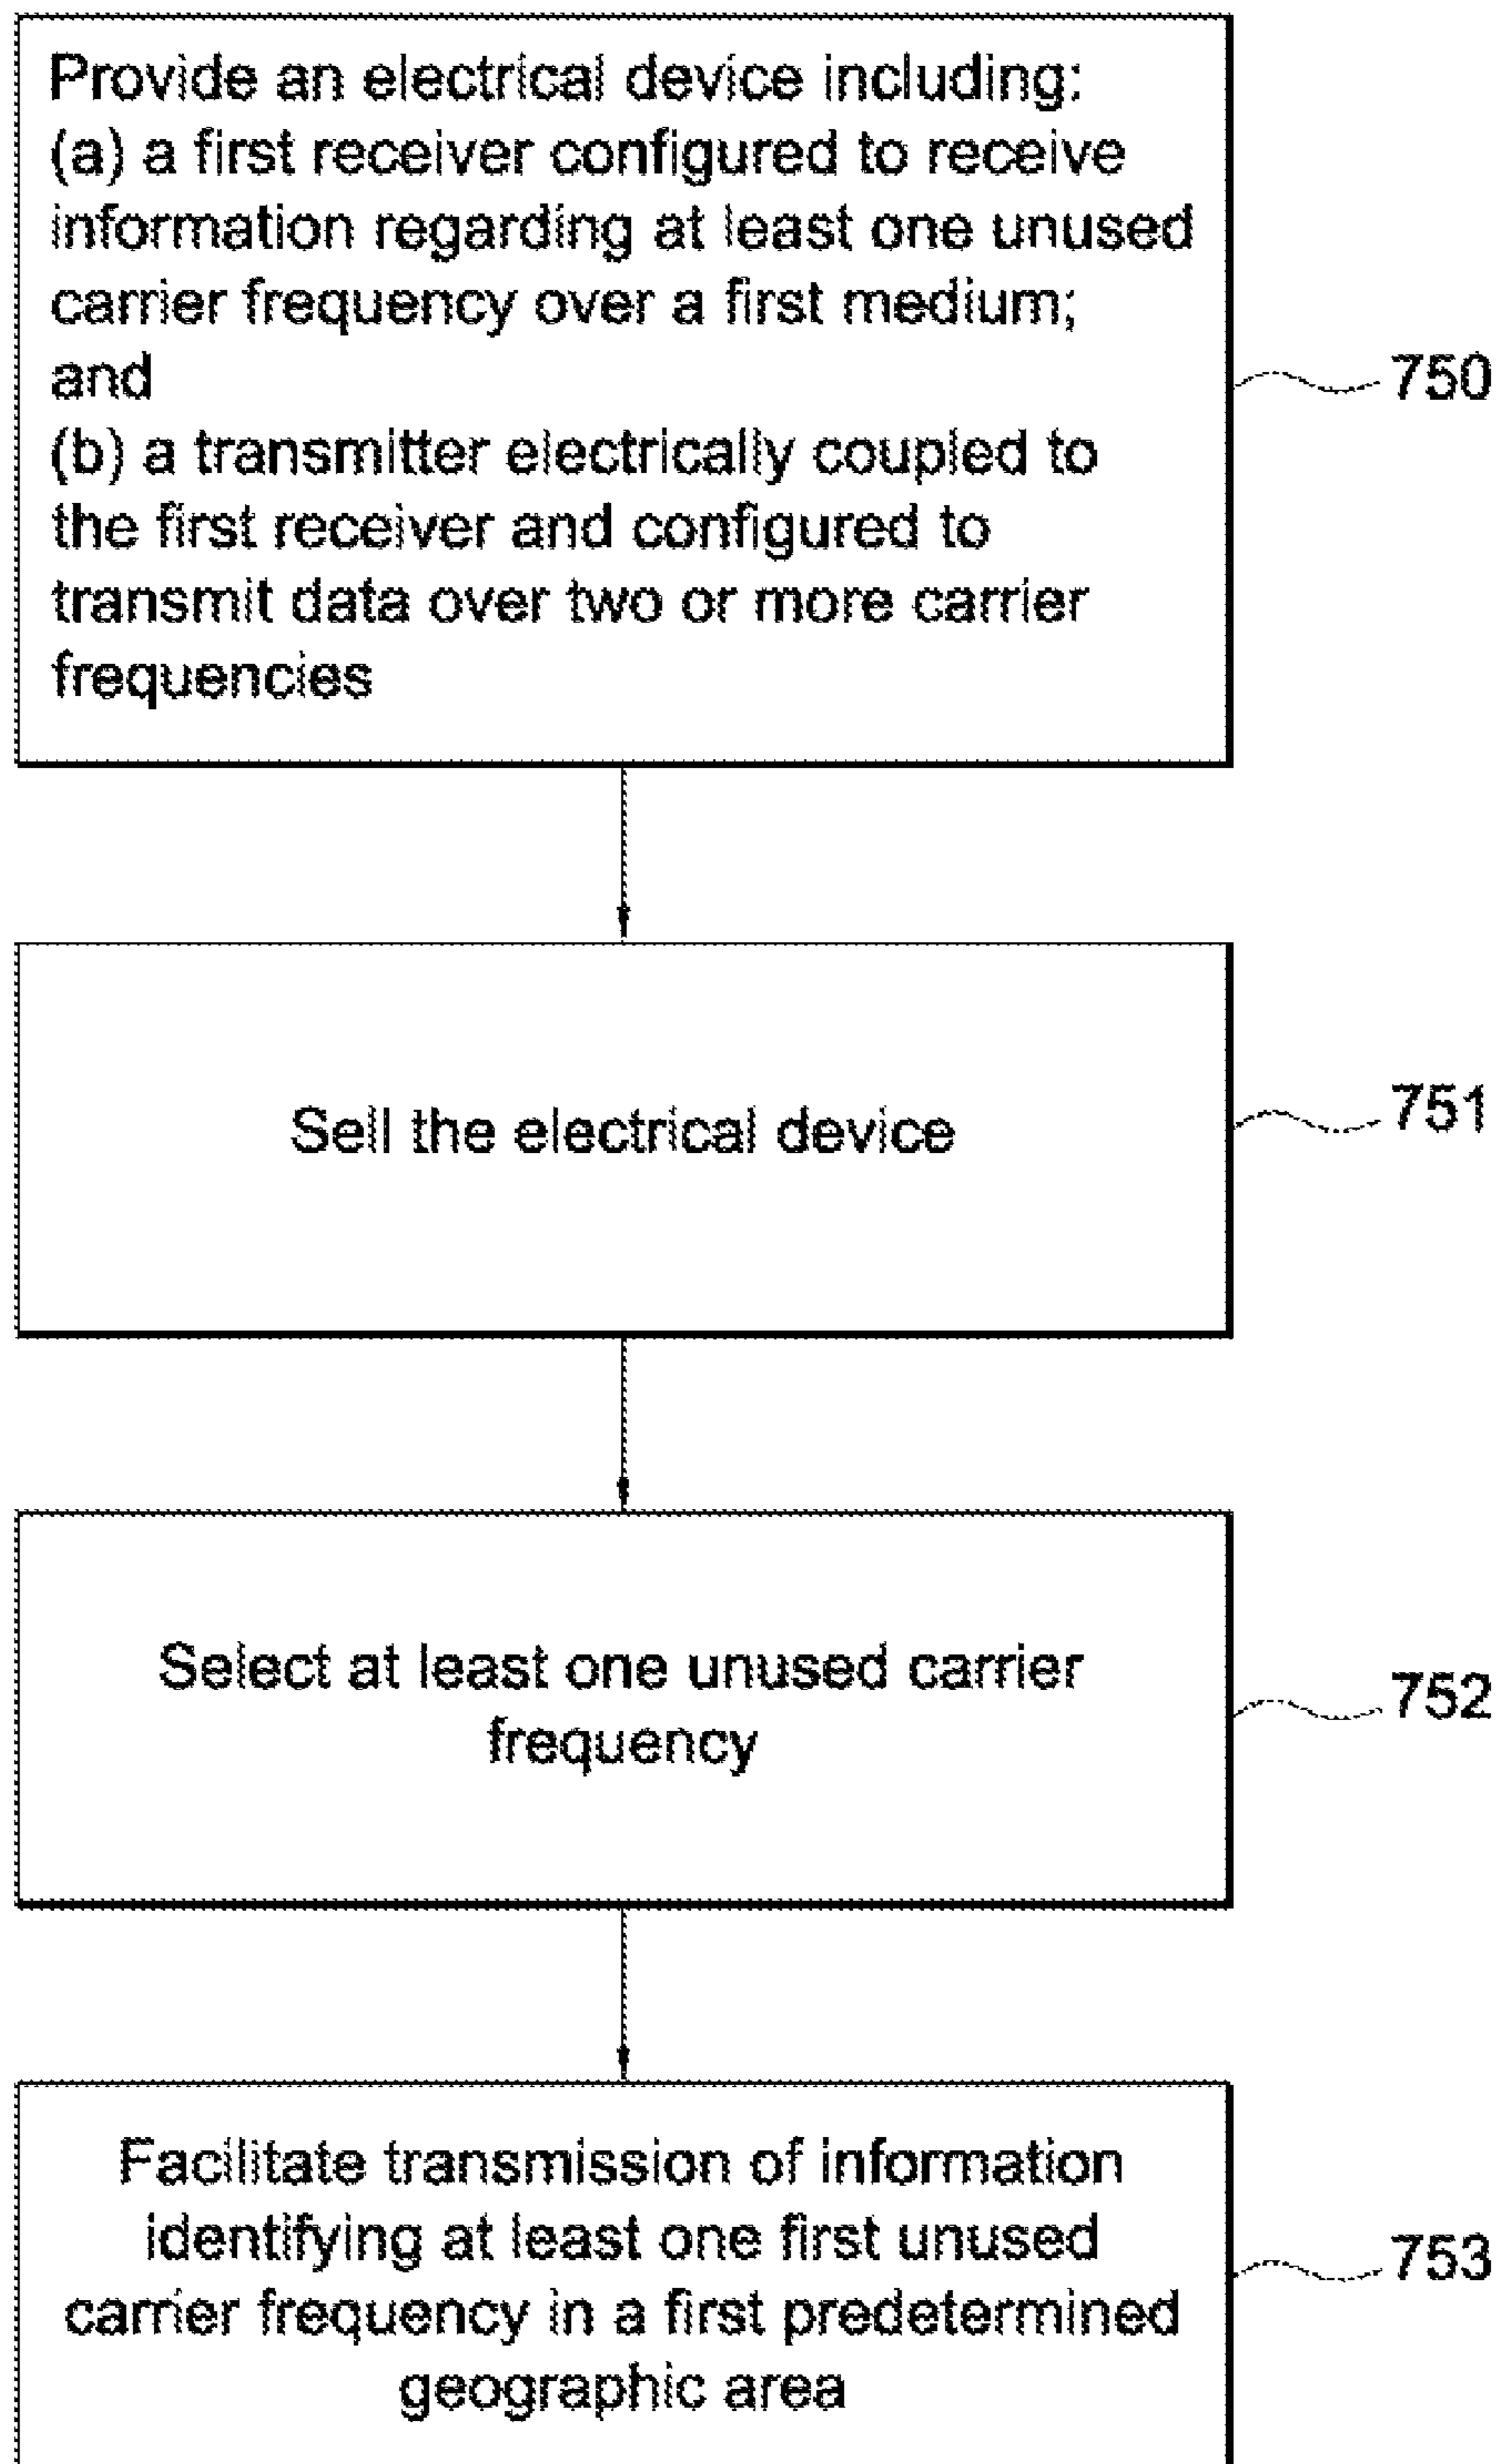 Provide an electrical device including:
(a) a first receiver configured to receive
information regarding at least one unused
carrier frequency over a first medium;
and
(b) a transmitter electrically coupled to
the first receiver and configured to
transmit data over two or more carrier
frequencies
750
Sell the electrical device
751
Select at least one unused carrier
frequency
752
Facilitate transmission of information
identifying at least one first unused
carrier frequency in a first predetermined
geographic area
753